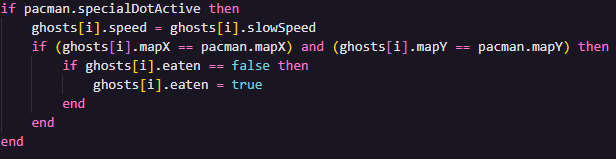 if pacman.specialDotActive then
    ghosts[i].speed = ghosts[i].slowSpeed
    if (ghosts[i].mapX == pacman.mapX) and (ghosts[i].mapY == pacman.mapY) then
        if ghosts[i].eaten == false then
            ghosts[i].eaten = true
        end
    end
end